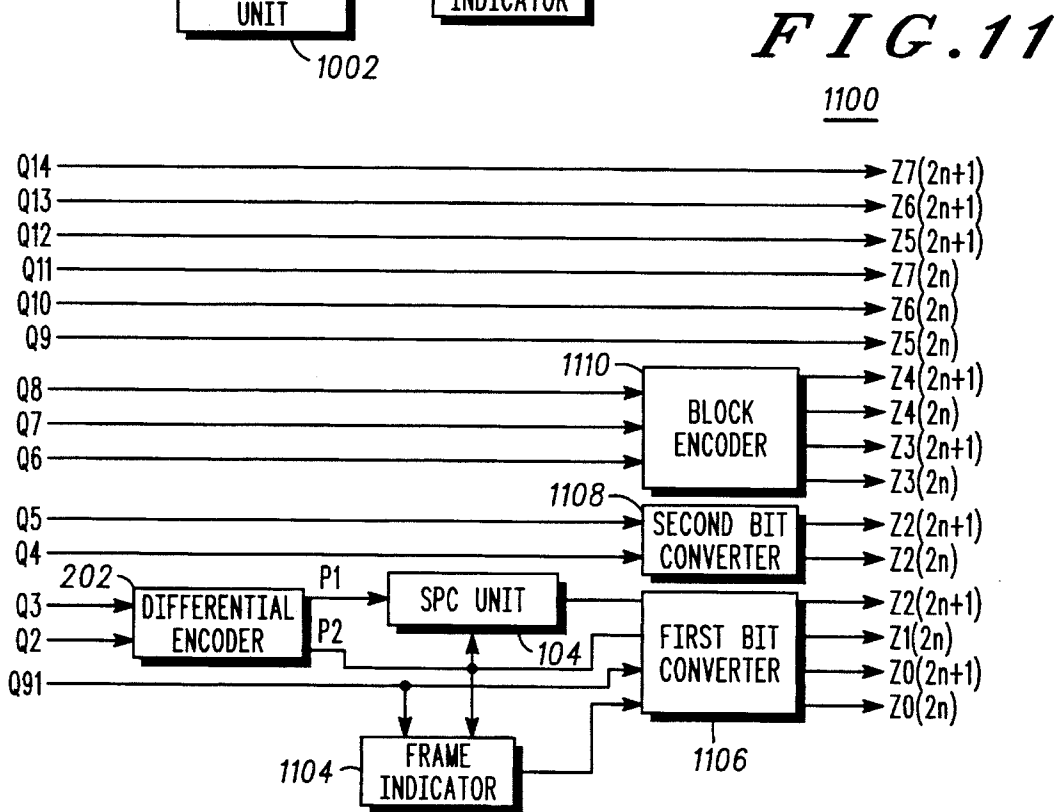 UNIT
INDICATOR
1002
FIG.11
1100
Q14
Z7(2n+1)
Q13
Z6(2n+1)
Q12
Z5(2n+1)
Q11
Z7(2n)
Q10
Z6(2n)
Q9
Z5(2n)
1110
Q8
Z4(2n+1)
Q7
BLOCK
ENCODER
Z4(2n)
Q6
Z3(2n+1)
Z3(2n)
1108
Q5
SECOND BIT
CONVERTER
Z2(2n+1)
Q4
Z2(2n)
202
P1
Q3
DIFFERENTIAL
ENCODER
SPC UNIT
Z2(2n+1)
Q2
P2
104
FIRST BIT
CONVERTER
Z1(2n)
Q91
Z0(2n+1)
Z0(2n)
1104
FRAME
INDICATOR
1106